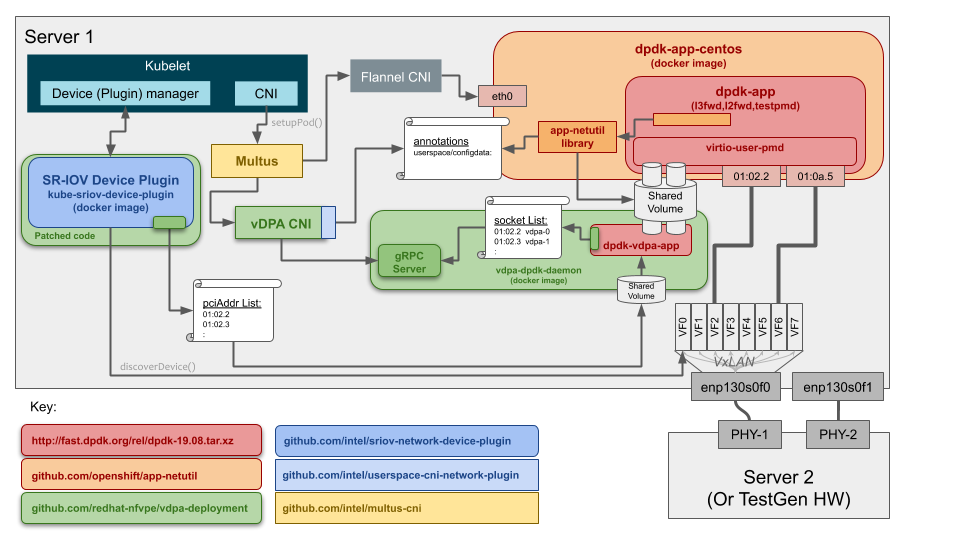 Server 1
Kubelet
Device (Plugin) manager
CNI
setupPod()
Flannel CNI
eth0
dpdk-app-centos
(docker image)
dpdk-app
(l3fwd,l2fwd,testpmd)
app-netutil
library
virtio-user-pmd
01:02.2
01:0a.5
Multus
annotations
userspace/configdata:
SR-IOV Device Plugin
kube-sriov-device-plugin
(docker image)
Patched code
vDPA CNI
Shared
Volume
socket List:
01:02.2 vdpa-0
01:02.3 vdpa-1
:
dpdk-vdpa-app
gRPC
Server
vdpa-dpdk-daemon
(docker image)
Shared
Volume
pciAddr List:
01:02.2
01:02.3
:
VF0
VF1
VF2
VF3
VF4
VF5
VF6
VF7
VxLAN
discoverDevice()
enp130s0f0
enp130s0f1
PHY-1
PHY-2
Server 2
(Or TestGen HW)
Key:
http://fast.dpdk.org/rel/dpdk-19.08.tar.xz
github.com/intel/sriov-network-device-plugin
github.com/openshift/app-netutil
github.com/intel/userspace-cni-network-plugin
github.com/redhat-nfvpe/vdpa-deployment
github.com/intel/multus-cni